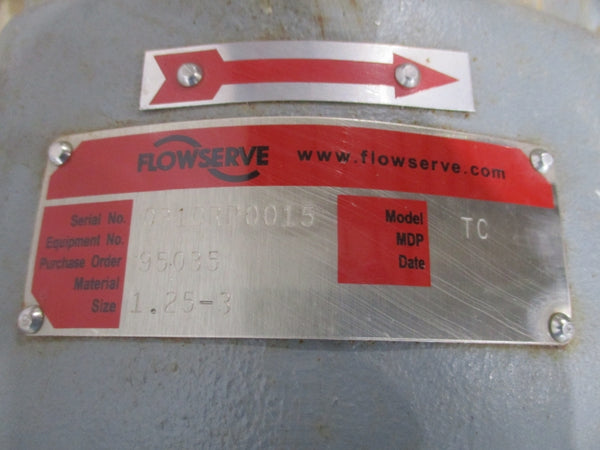 FLOWSERVE www.flowserve.com
Serial No. Model TC
Equipment No. MDP
Purchase Order 95035 Date
Material
Size 1.25-3